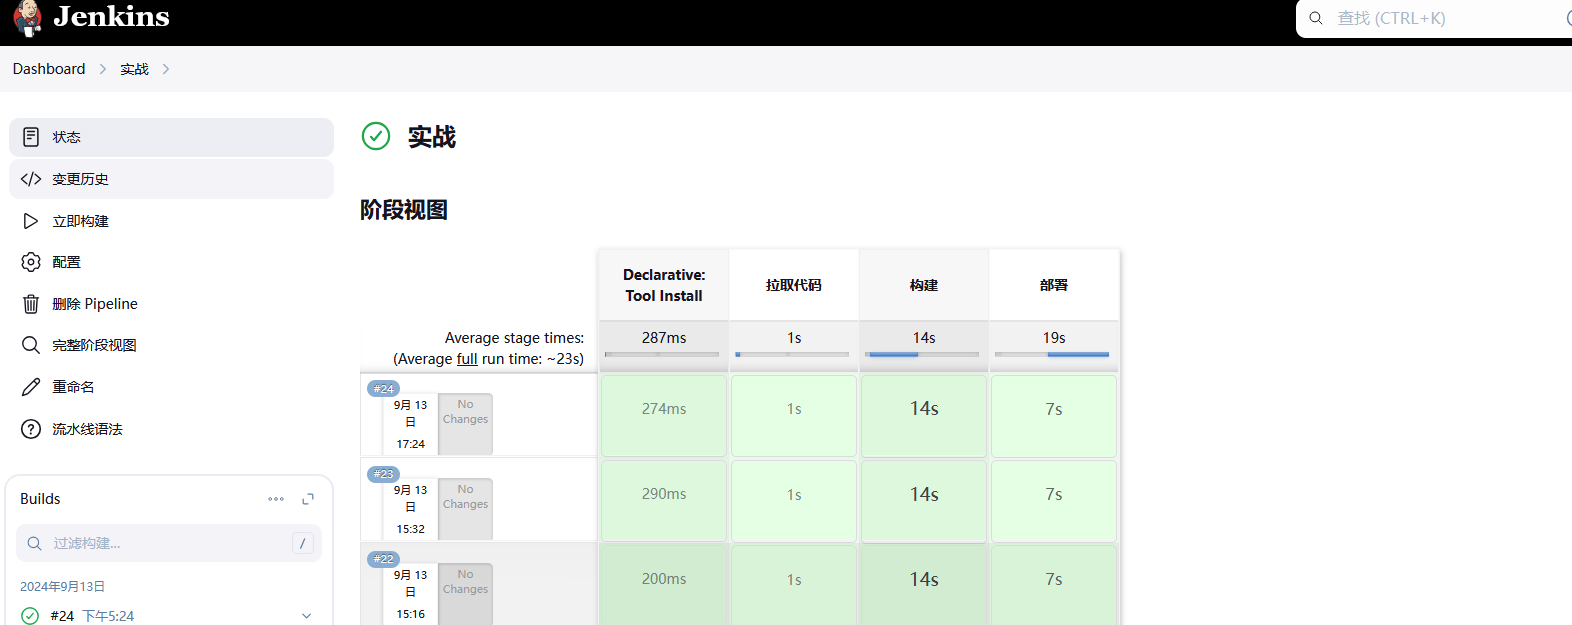 Jenkins
查找 (CTRL+K)
Dashboard
实战
状态
变更历史
立即构建
配置
删除 Pipeline
完整阶段视图
重命名
流水线语法
Builds
过滤构建...
/
2024年9月13日
#24 下午5:24
实战
阶段视图
Declarative:
Tool Install
拉取代码
构建
部署
Average stage times:
(Average full run time: ~23s)
287ms
1s
14s
19s
#24
9月 13
日
17:24
No
Changes
274ms
1s
14s
7s
#23
9月 13
日
15:32
No
Changes
290ms
1s
14s
7s
#22
9月 13
日
15:16
No
Changes
200ms
1s
14s
7s